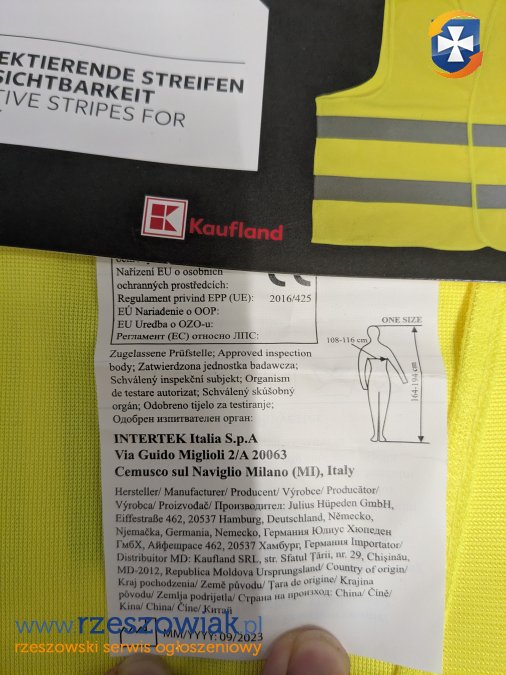 EKTIERENDE STREIFEN
SICHTBARKEIT
TIVE STRIPES FOR
Kaufland
Nařízení EU o osobních
ochranných prostředcích:
Regulament privind EPP (UE): 2016/425
EÚ Nariadenie o OOP:
EU Uredba o OZO-u:
Регламент (ЕС) относно ЛПС:
ONE SIZE
108-116 cm
164-194 cm
Zugelassene Prüfstelle; Approved inspection
body; Zatwierdzona jednostka badawcza;
Schválený inspekční subjekt; Organism
de testare autorizat; Schválený skúšobný
orgán; Odobreno tijelo za testiranje;
Одобрен изпитвателен орган:
INTERTEK Italia S.p.A
Via Guido Miglioli 2/A 20063
Cemusco sul Naviglio Milano (MI), Italy
Hersteller/ Manufacturer/ Producent/ Výrobce/ Producător/
Výrobca/ Proizvođač/ Производител: Julius Hüpeden GmbH,
Eiffestraße 462, 20537 Hamburg, Deutschland, Německo,
Njemačka, Germania, Nemecko, Германия Юлиус Хюпеден
ГмбХ, Айфещрасе 462, 20537 Хамбург, Германия Importator/
Distribuitor MD: Kaufland SRL, str. Sfatul Țării, nr. 29, Chișinău,
MD-2012, Republica Moldova Ursprungsland/ Country of origin/
Kraj pochodzenia/ Země původu/ Țara de origine/ Krajina
pôvodu/ Zemlja podrijetla/ Страна на произход: China/ Čině/
Kina/ China/ Čína/ Китай
www.rzeszowiak.pl
MM/YYYY: 09/2023
rzeszowski serwis ogłoszeniowy